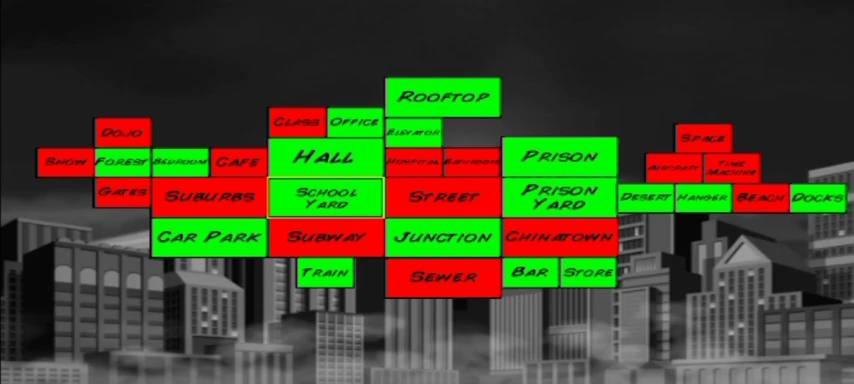 ROOFTOP
CLASS OFFICE
ELEVATOR
DOJO
SPACE
SNOW FOREST BEDROOM CAFE
HALL
HOSPITAL BATHROOM
PRISON
AIRCRAFT TIME
MACHINE
GATES
SUBURBS
SCHOOL
YARD
STREET
PRISON
YARD
DESERT HANGER BEACH DOCKS
CAR PARK SUBWAY JUNCTION CHINATOWN
TRAIN SEWER BAR STORE